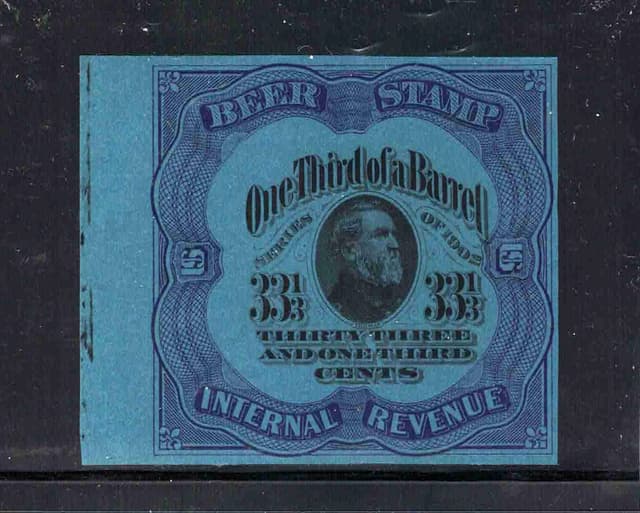 BEER STAMP
One Third of a Barrel
SERIES OF 1902
33 1/3 33 1/3
THIRTY THREE
AND ONE THIRD
CENTS
INTERNAL REVENUE